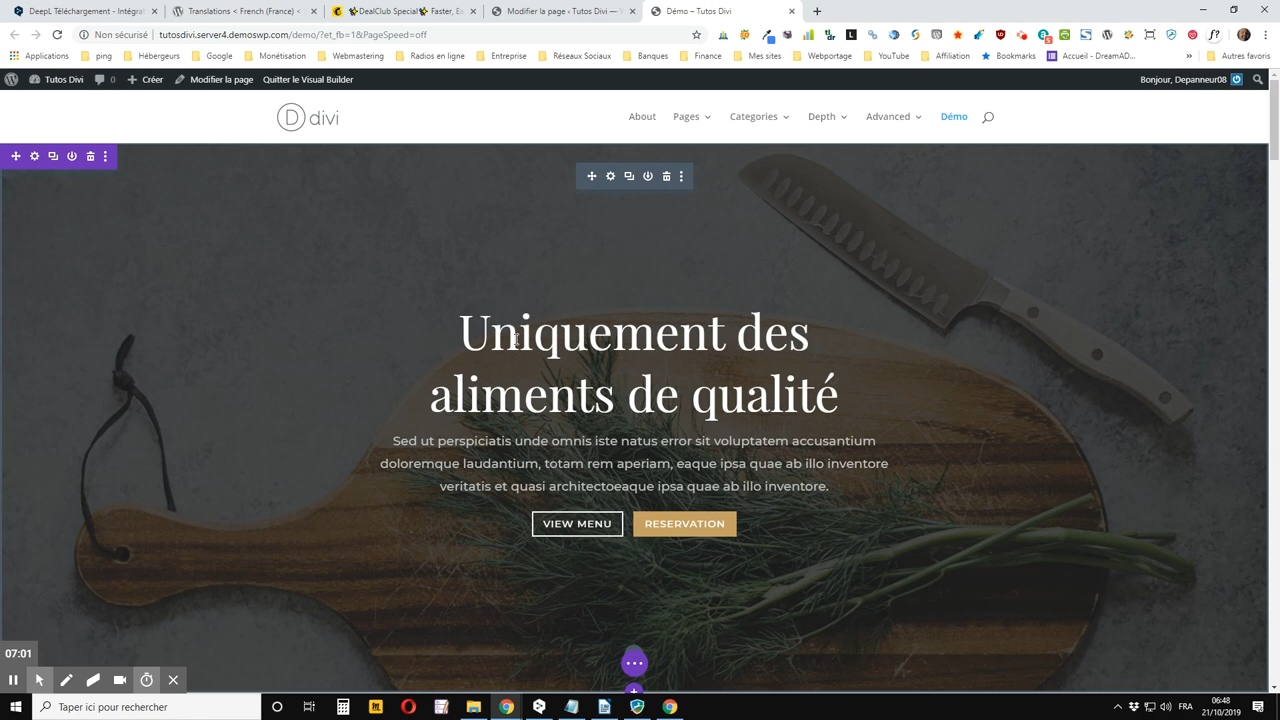 DeepL Téléchargement - Intégrat
Translations < French (France) <
DealClub Special Faster, Ea
Modifier la page ‹ Tutos Divi — Y
Démo – Tutos Divi
Non sécurisé
tutosdivi.server4.demoswp.com/demo/?et_fb=1&PageSpeed=off
Applications
ping
Hébergeurs
Google
Monétisation
Webmastering
Radios en ligne
Entreprise
Réseaux Sociaux
Banques
Finance
Mes sites
Webportage
YouTube
Affiliation
Bookmarks
Accueil - DreamAD...
»
Autres favoris
Tutos Divi
0
Créer
Modifier la page
Quitter le Visual Builder
Bonjour, Depanneur08
D divi
About
Pages
Categories
Depth
Advanced
Démo
Uniquement des
aliments de qualité
Sed ut perspiciatis unde omnis iste natus error sit voluptatem accusantium
doloremque laudantium, totam rem aperiam, eaque ipsa quae ab illo inventore
veritatis et quasi architectoeaque ipsa quae ab illo inventore.
VIEW MENU
RESERVATION
07:01
Taper ici pour rechercher
FRA
06:48
21/10/2019